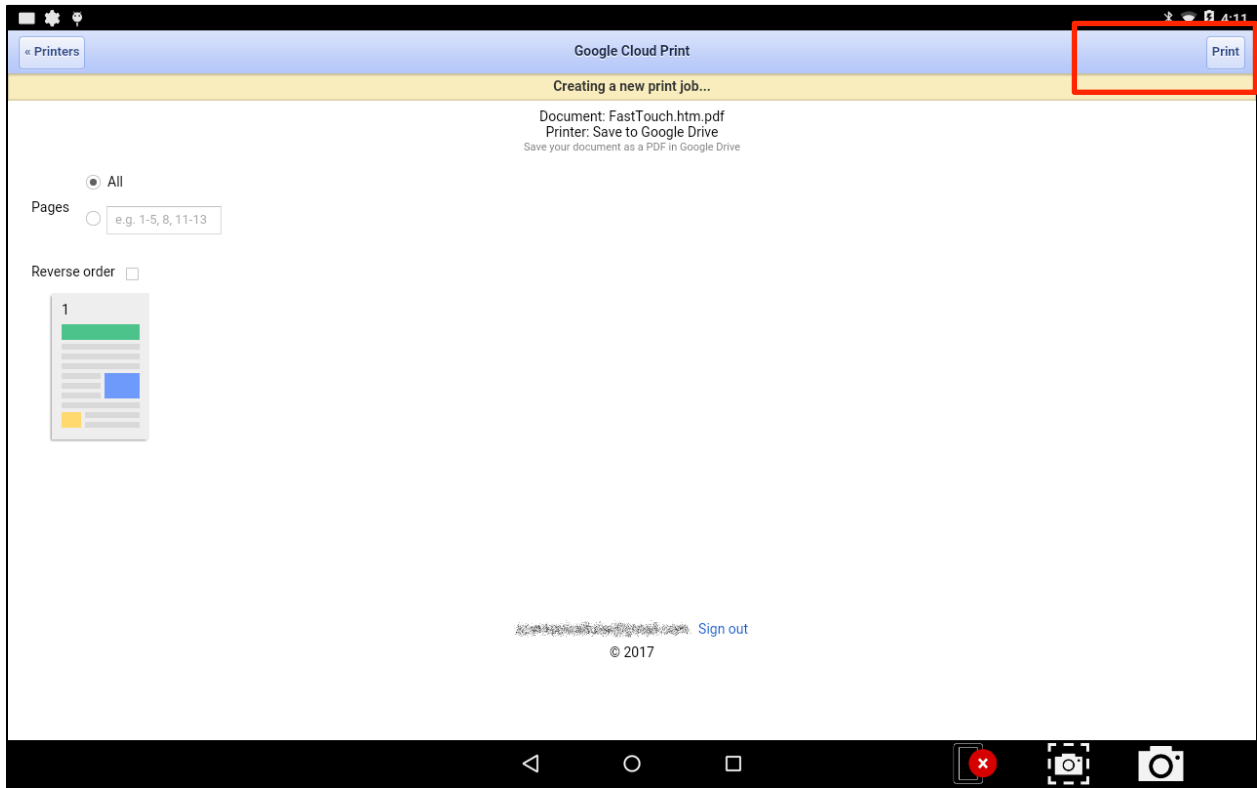 4:11
« Printers
Google Cloud Print
Print
Creating a new print job...
Document: FastTouch.htm.pdf
Printer: Save to Google Drive
Save your document as a PDF in Google Drive
All
Pages
e.g. 1-5, 8, 11-13
Reverse order
1
Sign out
© 2017